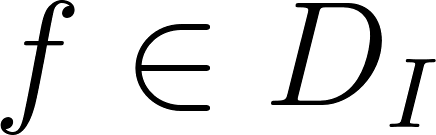 f ∈ D_I